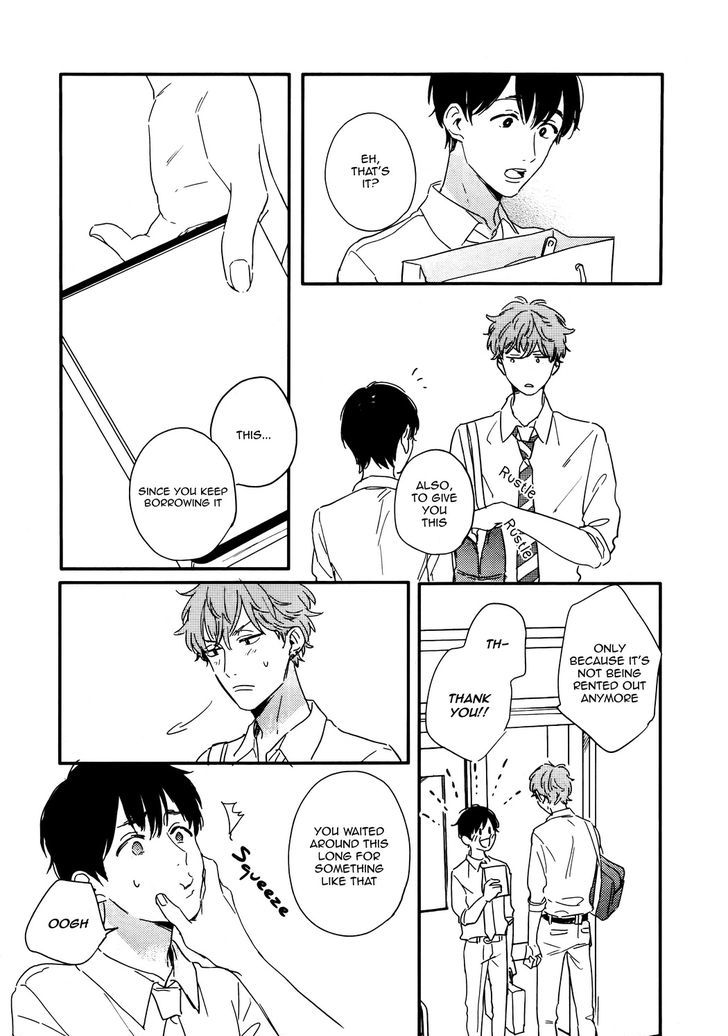 EH,
THAT'S
IT?
ALSO,
TO GIVE
YOU
THIS
Rustle
Rustle
THIS...
SINCE YOU KEEP
BORROWING IT
ONLY
BECAUSE IT'S
NOT BEING
RENTED OUT
ANYMORE
TH-
THANK
YOU!!
YOU WAITED
AROUND THIS
LONG FOR
SOMETHING
LIKE THAT
Squeeze
OOGH